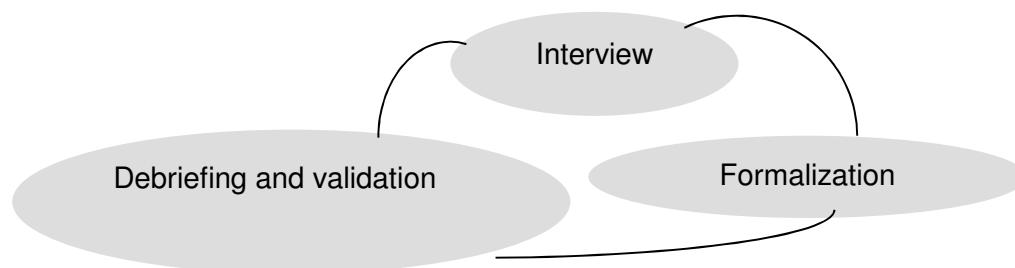 Interview
Debriefing and validation
Formalization